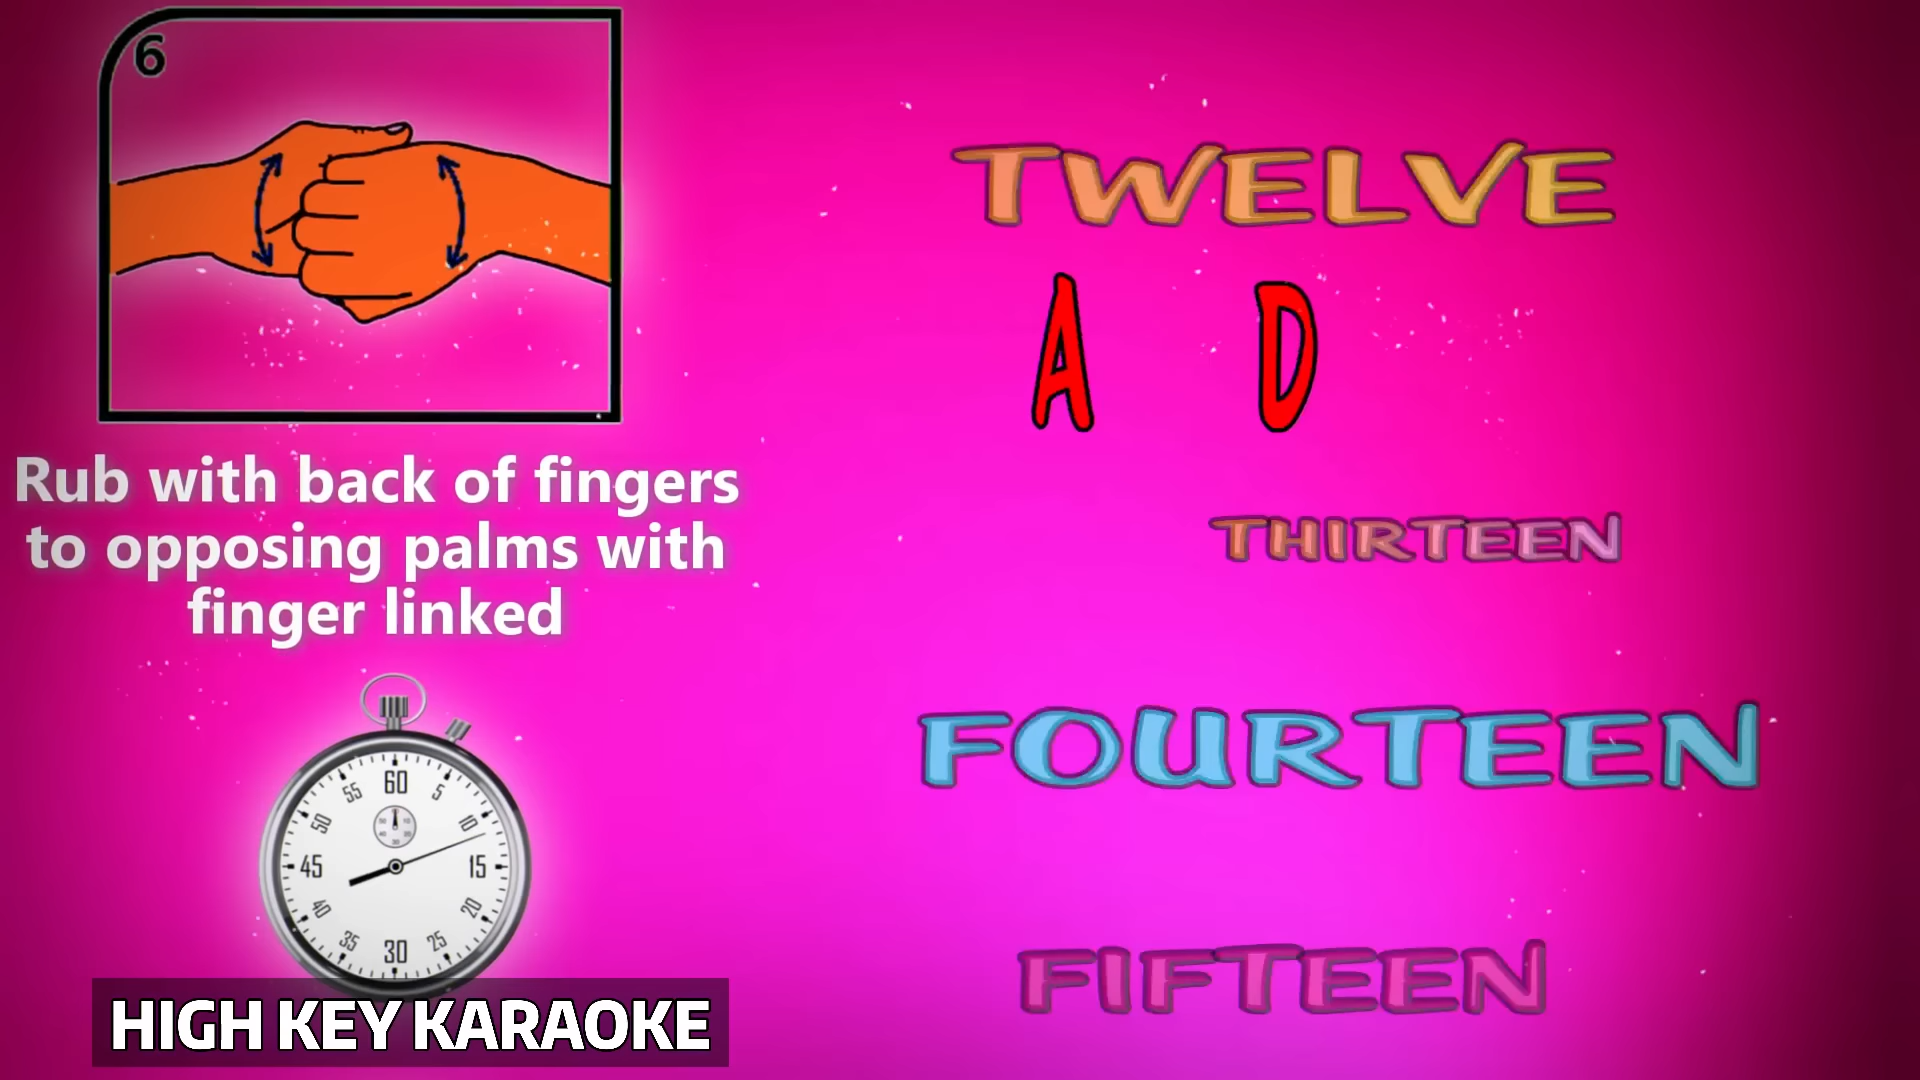 6
Rub with back of fingers
to opposing palms with
finger linked
60
5
10
15
20
25
30
35
40
45
50
55
HIGH KEY KARAOKE
TWELVE
A D
THIRTEEN
FOURTEEN
FIFTEEN